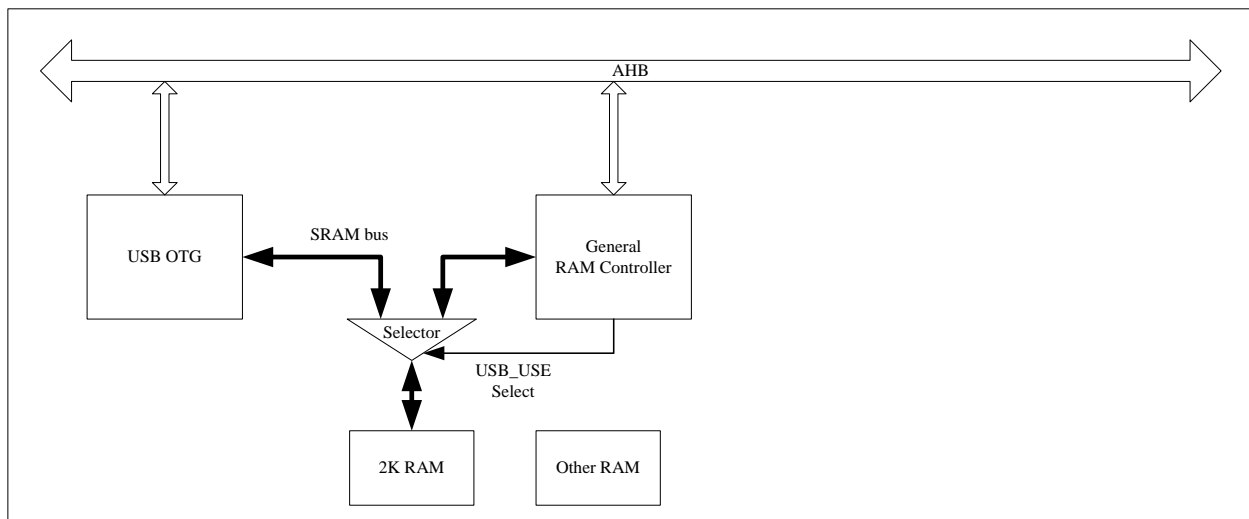 AHB
USB OTG
SRAM bus
General
RAM Controller
Selector
USB_USE
Select
2K RAM
Other RAM